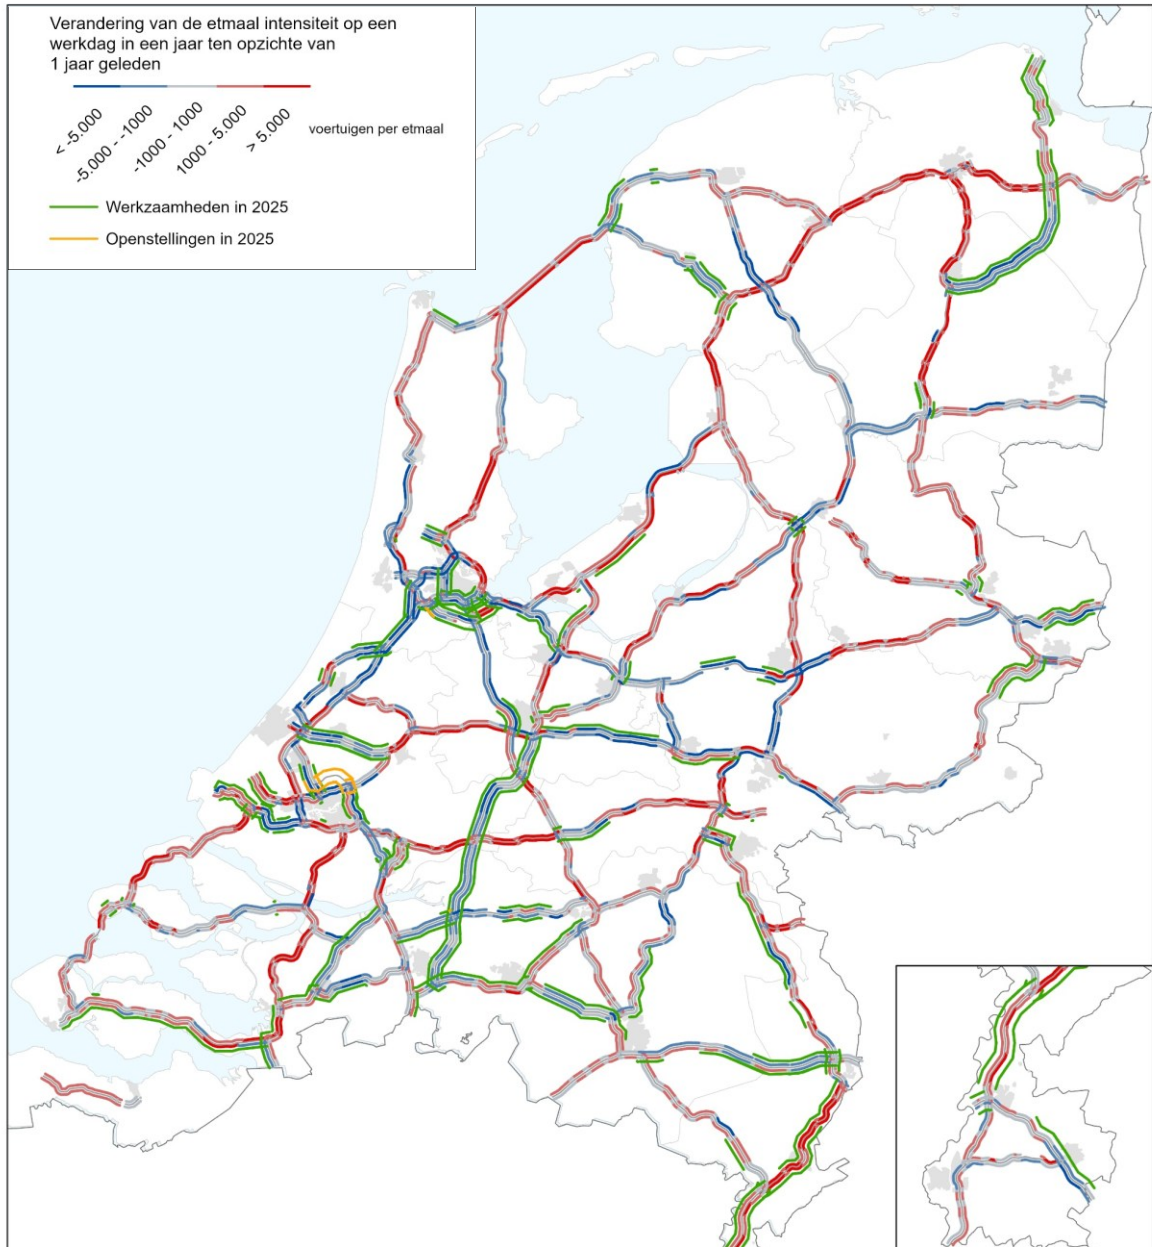 Verandering van de etmaal intensiteit op een
werkdag in een jaar ten opzichte van
1 jaar geleden
< -5.000
-5.000 - -1000
-1000 - 1000
1000 - 5.000
> 5.000
voertuigen per etmaal
Werkzaamheden in 2025
Openstellingen in 2025